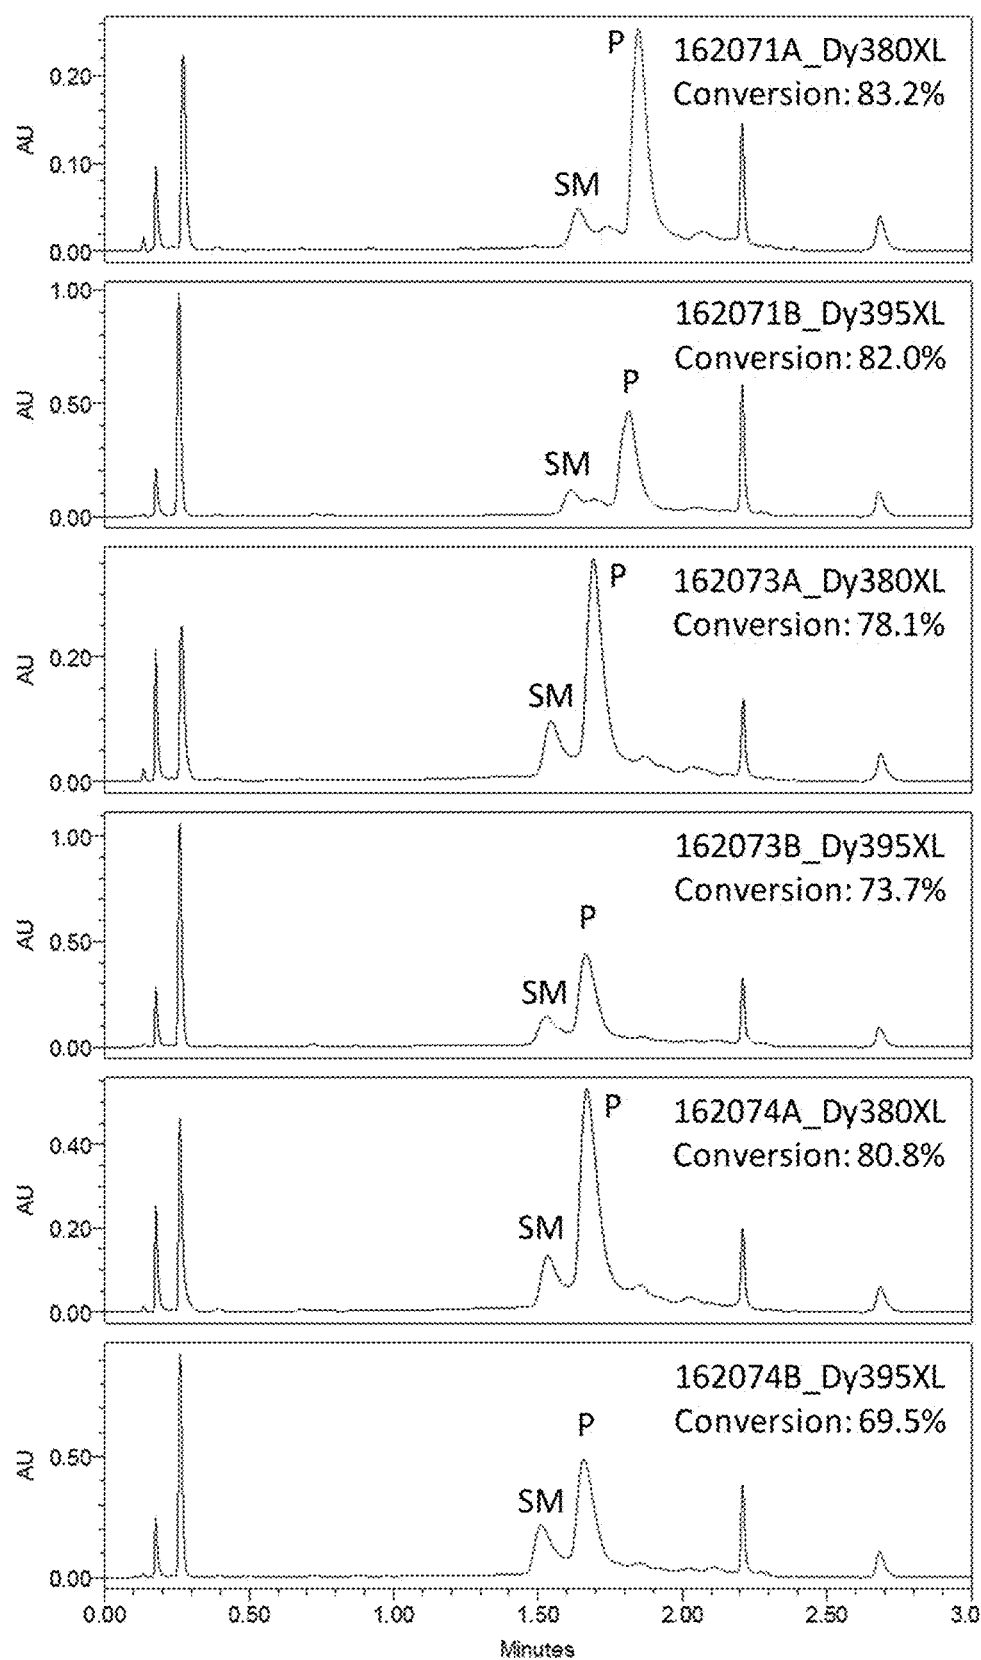 P
162071A_Dy380XL
Conversion: 83.2%
SM
AU
0.20
0.10
0.00
162071B_Dy395XL
Conversion: 82.0%
P
SM
AU
1.00
0.50
0.00
162073A_Dy380XL
Conversion: 78.1%
P
SM
AU
0.20
0.00
162073B_Dy395XL
Conversion: 73.7%
P
SM
AU
1.00
0.50
0.00
162074A_Dy380XL
Conversion: 80.8%
P
SM
AU
0.40
0.20
0.00
162074B_Dy395XL
Conversion: 69.5%
P
SM
AU
0.50
0.00
0.00 0.50 1.00 1.50 2.00 2.50 3.0
Minutes